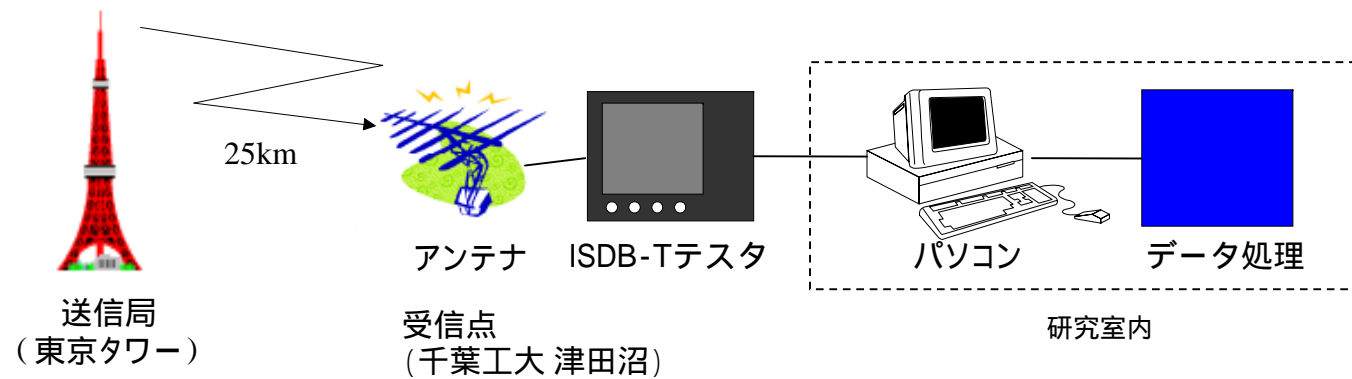 25km
アンテナ
ISDB-Tテスタ
パソコン
データ処理
送信局
(東京タワー)
受信点
(千葉工大 津田沼)
研究室内